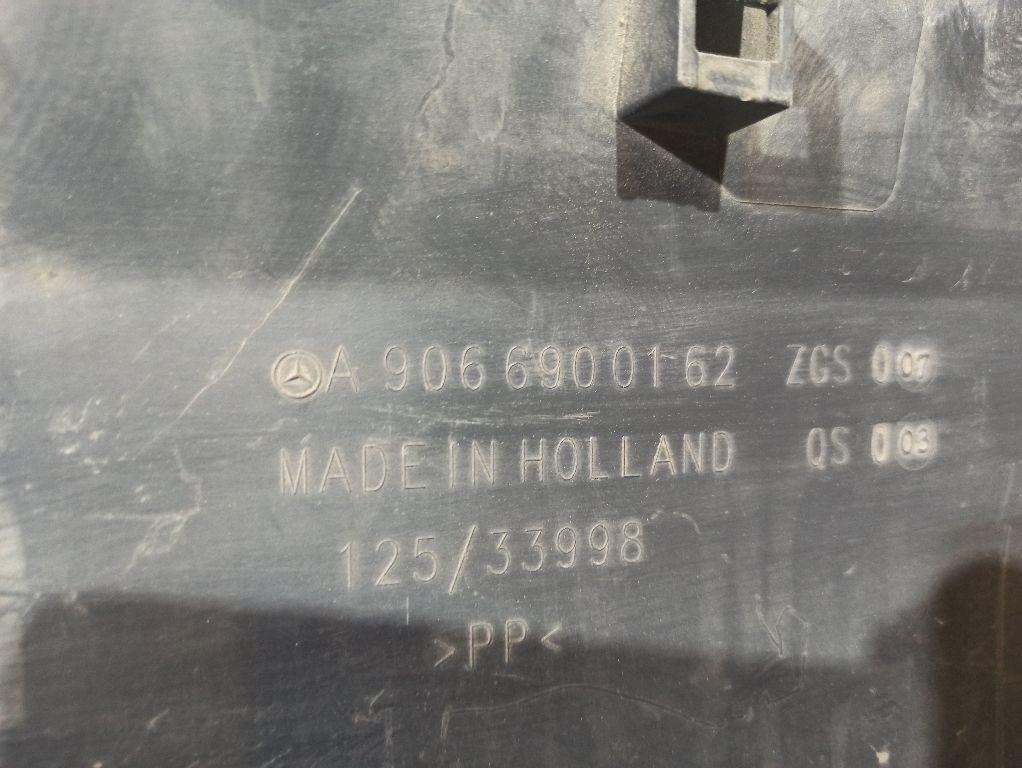 A 906 690 01 62 ZGS 007
MADE IN HOLLAND QS 003
125/33998
>PP<